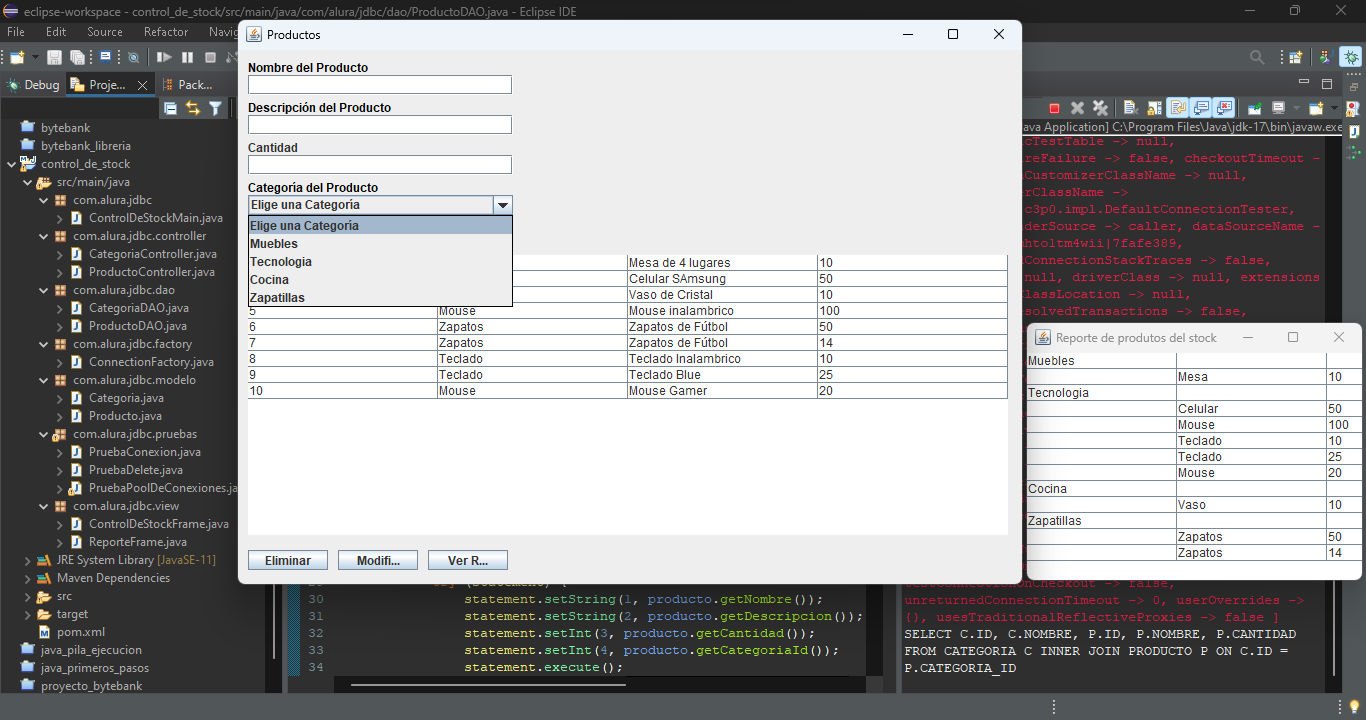 eclipse-workspace - control_de_stock/src/main/java/com/alura/jdbc/dao/ProductoDAO.java - Eclipse IDE
File Edit Source Refactor
Debug Proje... Pack...
bytebank
bytebank_libreria
control_de_stock
src/main/java
com.alura.jdbc
ControlDeStockMain.java
com.alura.jdbc.controller
CategoriaController.java
ProductoController.java
com.alura.jdbc.dao
CategoriaDAO.java
ProductoDAO.java
com.alura.jdbc.factory
ConnectionFactory.java
com.alura.jdbc.modelo
Categoria.java
Producto.java
com.alura.jdbc.pruebas
PruebaConexion.java
PruebaDelete.java
PruebaPoolDeConexiones.ja
com.alura.jdbc.view
ControlDeStockFrame.java
ReporteFrame.java
JRE System Library [JavaSE-11]
Maven Dependencies
src
target
pom.xml
java_pila_ejecucion
java_primeros_pasos
proyecto_bytebank
Productos
Nombre del Producto
Descripción del Producto
Cantidad
Categoría del Producto
Elige una Categoría
Elige una Categoría
Muebles
Tecnologia
Cocina
Zapatillas
Mesa de 4 lugares 10
Celular SAmsung 50
Vaso de Cristal 10
5 Mouse Mouse inalambrico 100
6 Zapatos Zapatos de Fútbol 50
7 Zapatos Zapatos de Fútbol 14
8 Teclado Teclado Inalambrico 10
9 Teclado Teclado Blue 25
10 Mouse Mouse Gamer 20
Eliminar Modifi... Ver R...
30 statement.setString(1, producto.getNombre());
31 statement.setString(2, producto.getDescripcion());
32 statement.setInt(3, producto.getCantidad());
33 statement.setInt(4, producto.getCategoriaId());
34 statement.execute();
ava Application] C:\Program Files\Java\jdk-17\bin\javaw.exe
cTestTable -> null,
reFailure -> false, checkoutTimeout -
CustomizerClassName -> null,
rClassName ->
c3p0.impl.DefaultConnectionTester,
derSource -> caller, dataSourceName -
htoltm4wii|7fafe389,
ConnectionStackTraces -> false,
null, driverClass -> null, extensions
lassLocation -> null,
solvedTransactions -> false,
Reporte de produtos del stock
Muebles
Mesa 10
Tecnologia
Celular 50
Mouse 100
Teclado 10
Teclado 25
Mouse 20
Cocina
Vaso 10
Zapatillas
Zapatos 50
Zapatos 14
unreturnedConnectionTimeout -> 0, userOverrides ->
{}, usesTraditionalReflectiveProxies -> false ]
SELECT C.ID, C.NOMBRE, P.ID, P.NOMBRE, P.CANTIDAD
FROM CATEGORIA C INNER JOIN PRODUCTO P ON C.ID =
P.CATEGORIA_ID